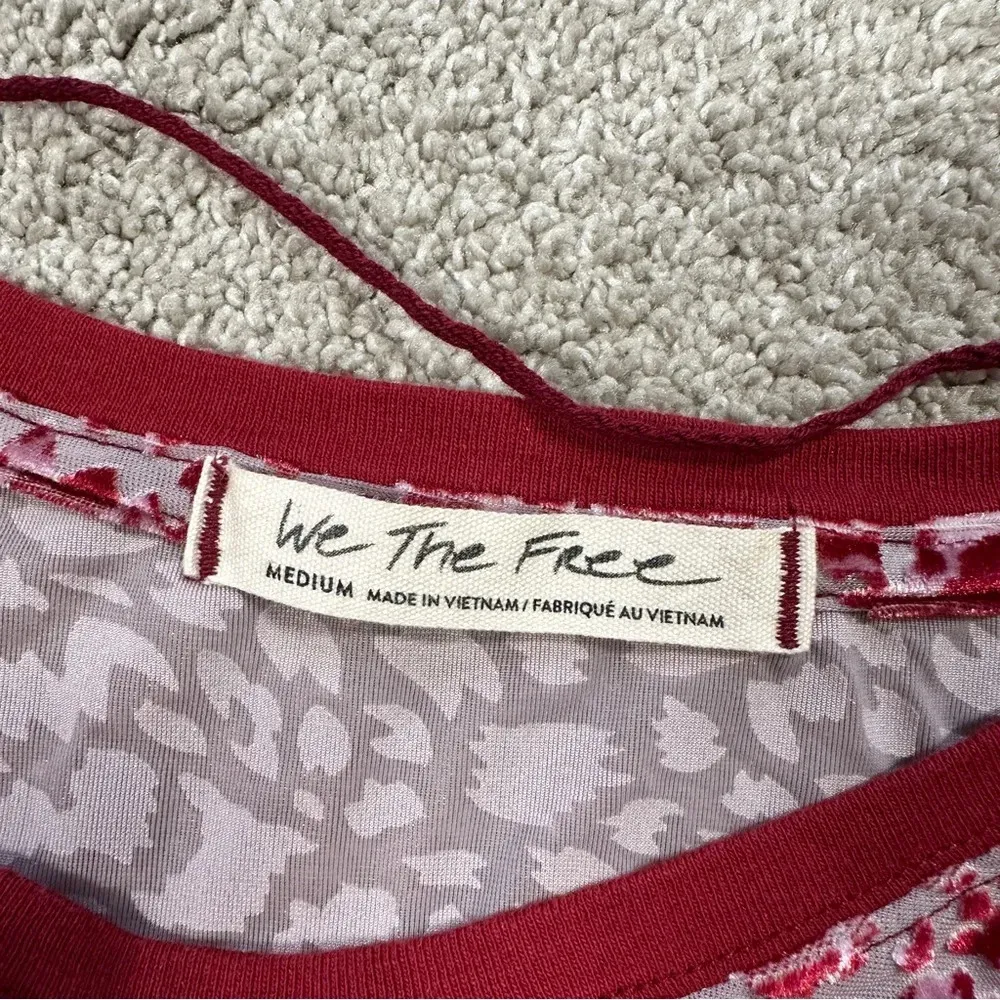 We The Free
MEDIUM MADE IN VIETNAM / FABRIQUÉ AU VIETNAM